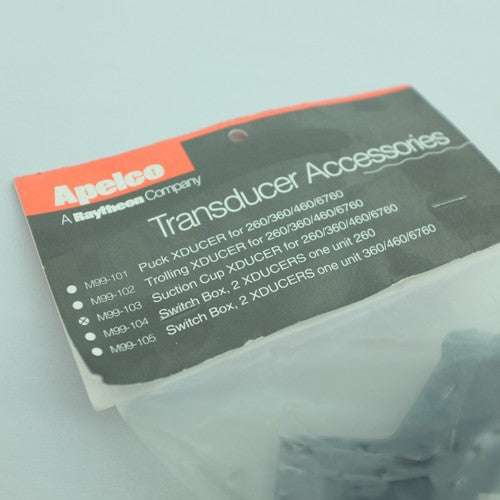 Apelco
A Raytheon Company
Transducer Accessories
M99-101 Puck XDUCER for 260/360/460/6760
M99-102 Trolling XDUCER for 260/360/460/6760
M99-103 Suction Cup XDUCER for 260/360/460/6760
M99-104 Switch Box, 2 XDUCERS one unit 260
M99-105 Switch Box, 2 XDUCERS one unit 360/460/6760